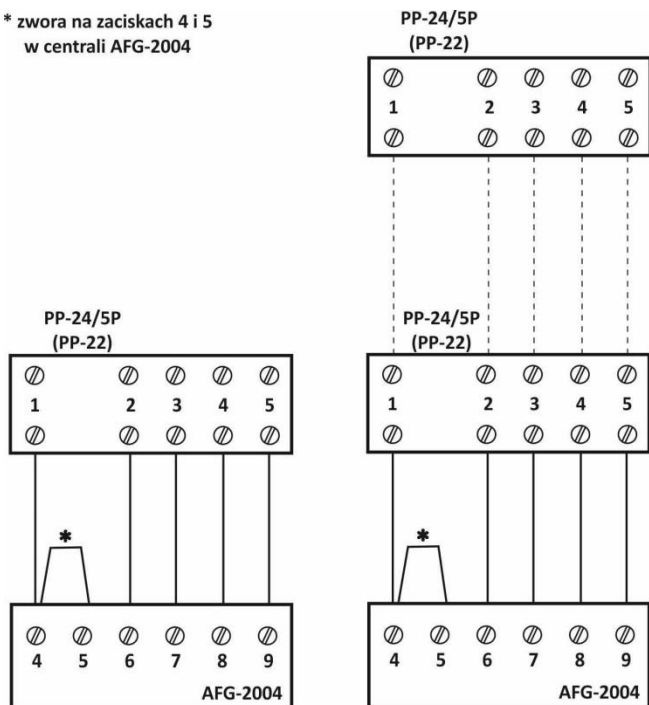 * zwora na zaciskach 4 i 5
w centrali AFG-2004
PP-24/5P
(PP-22)
1 2 3 4 5
PP-24/5P
(PP-22)
1 2 3 4 5
*
4 5 6 7 8 9
AFG-2004
PP-24/5P
(PP-22)
1 2 3 4 5
*
4 5 6 7 8 9
AFG-2004